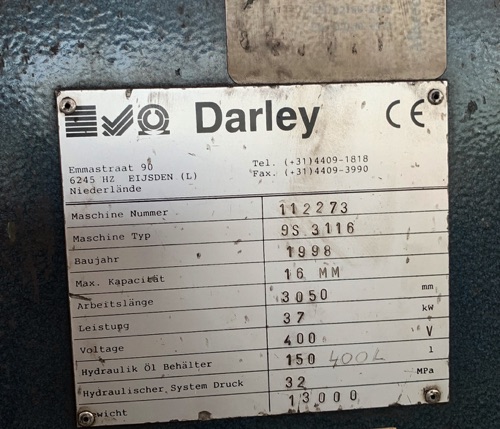 Darley CE
Emmastraat 90
6245 HZ EIJSDEN (L)
Niederlände
Tel. (+31)4409-1818
Fax. (+31)4409-3990
Maschine Nummer 112273
Maschine Typ 9S 3116
Baujahr 1998
Max. Kapacität 16 MM
Arbeitslänge 3050 mm
Leistung 37 kW
Voltage 400 V
Hydraulik Öl Behälter 150 400L l
Hydraulischer System Druck 32 MPa
Gewicht 13000